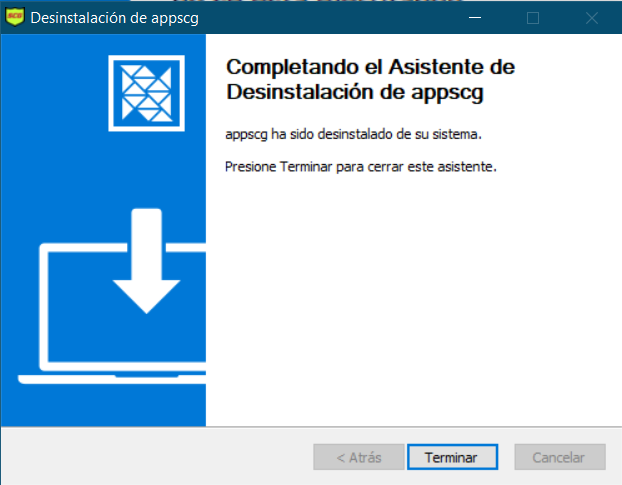 Desinstalación de appscg
Completando el Asistente de
Desinstalación de appscg
appscg ha sido desinstalado de su sistema.
Presione Terminar para cerrar este asistente.
< Atrás
Terminar
Cancelar